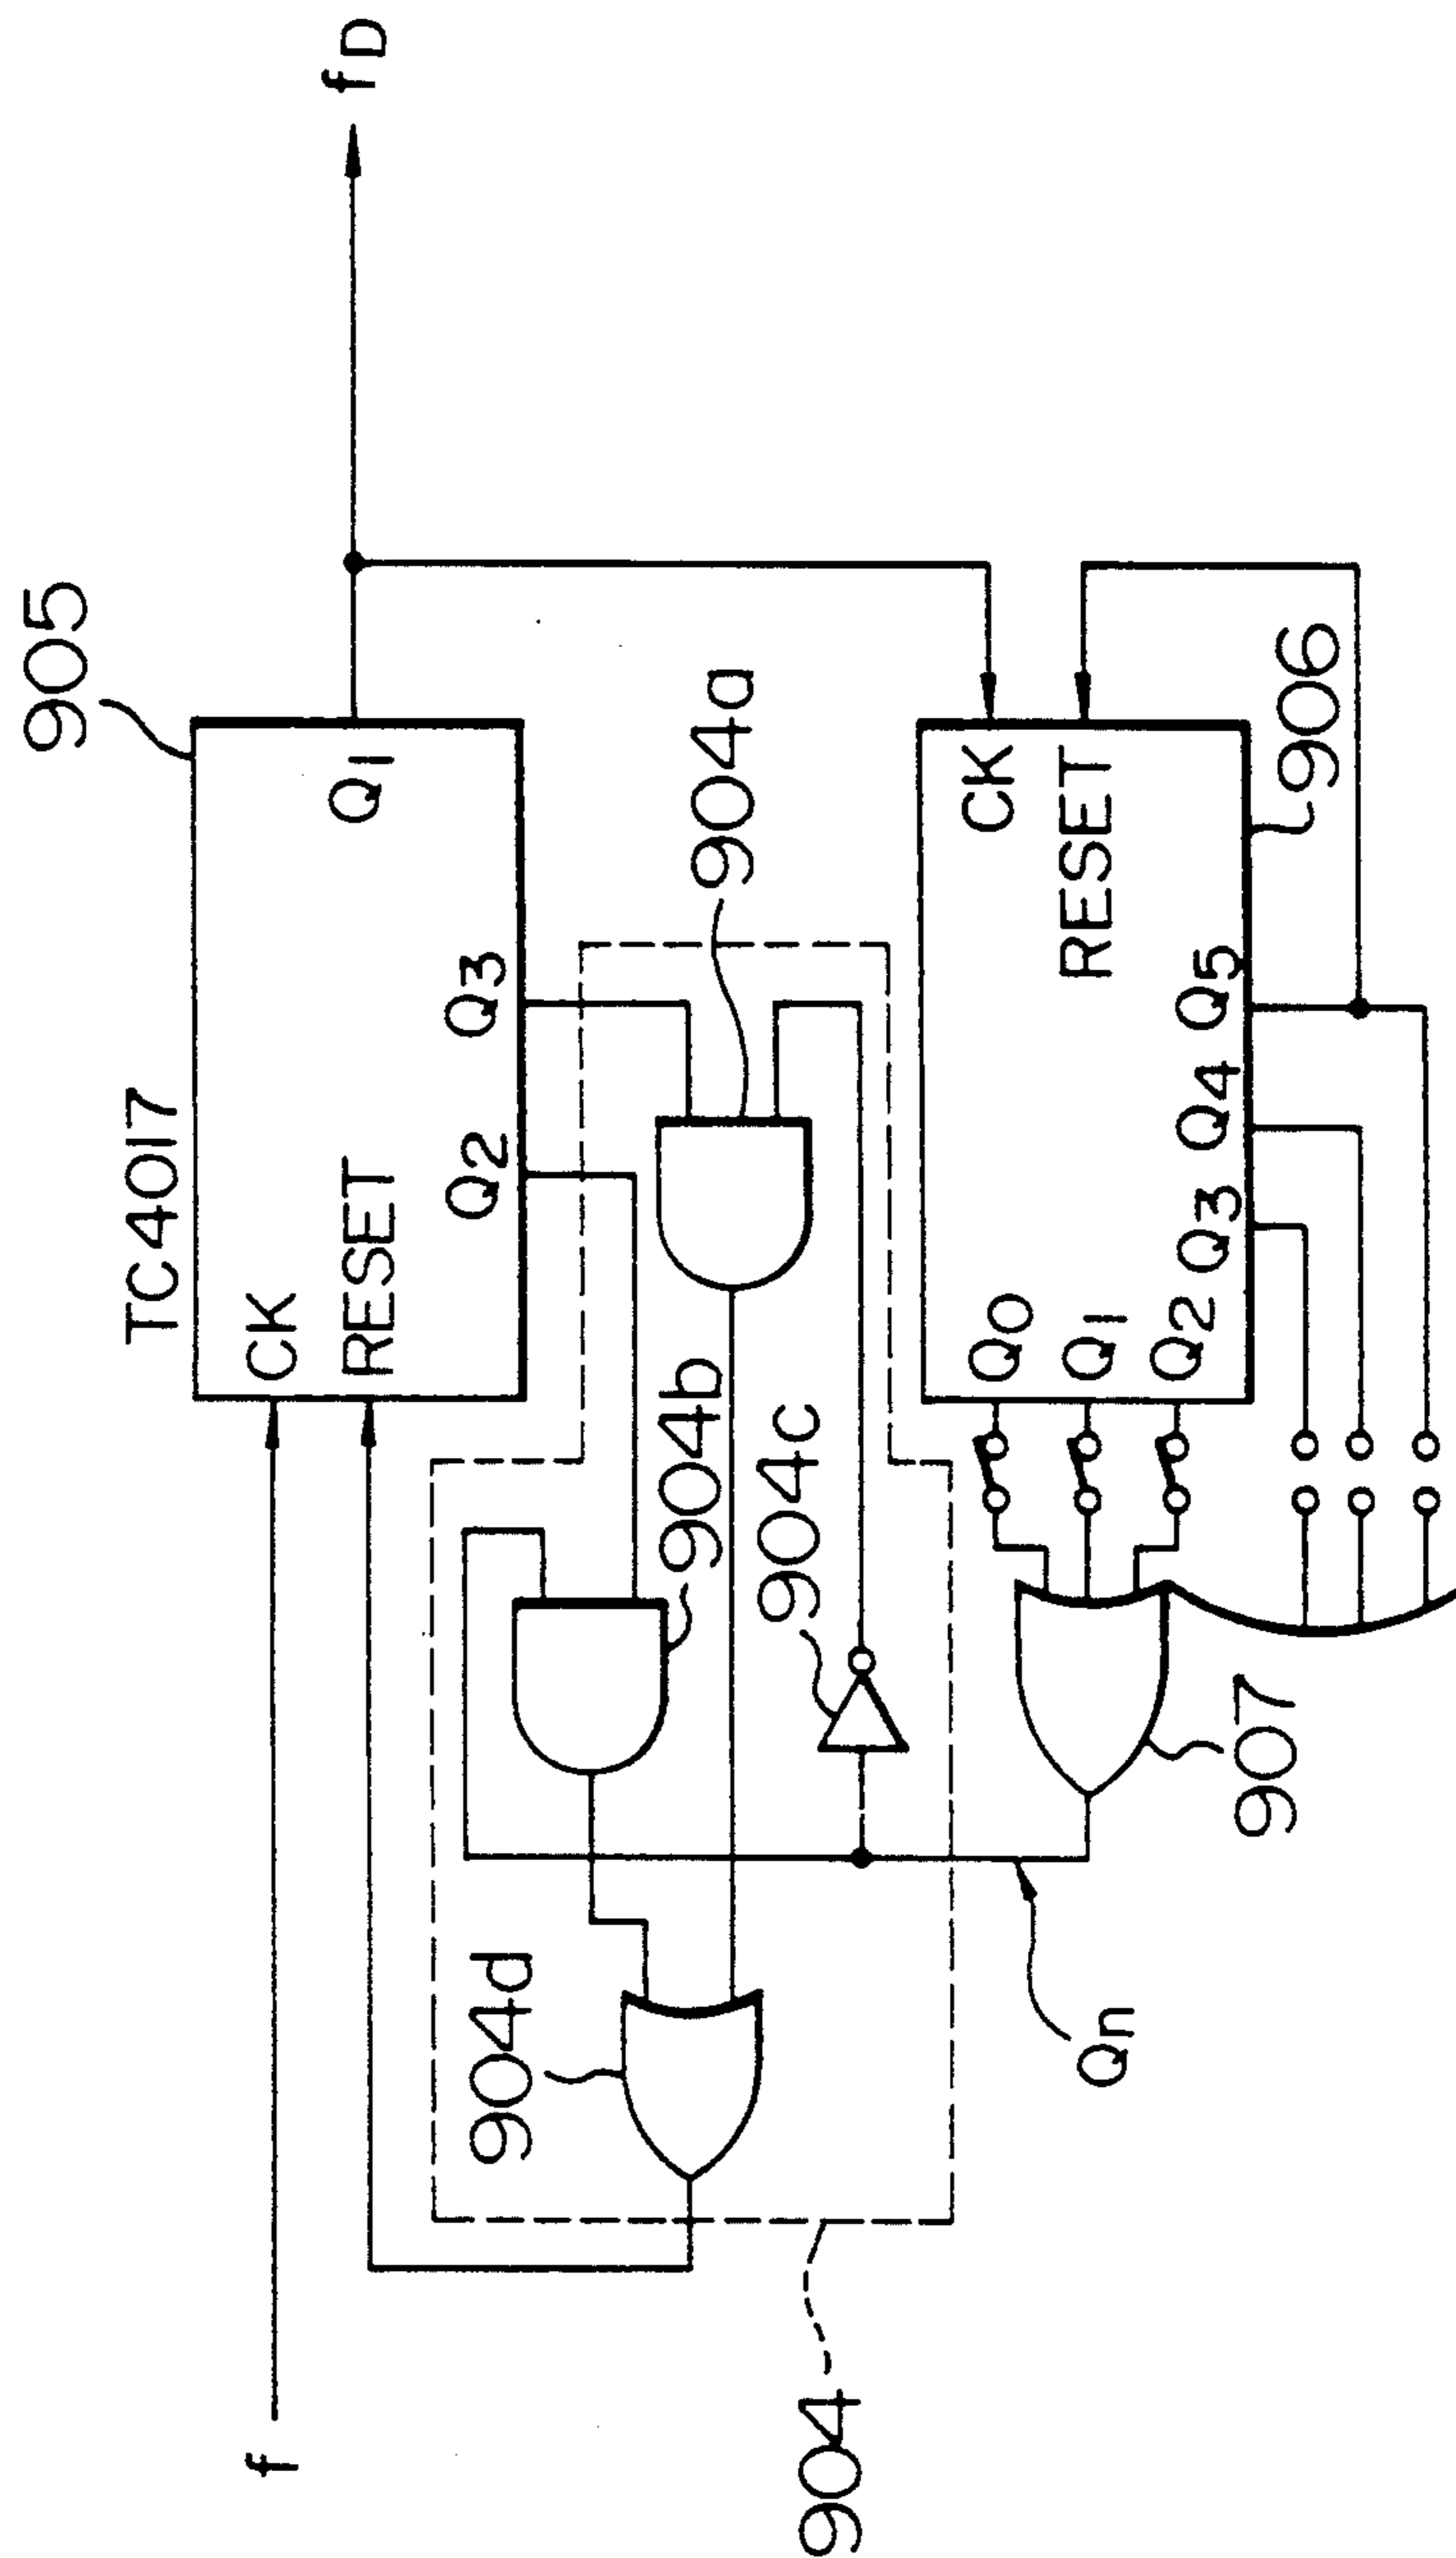 905
TC4017
CK
RESET
Q1
Q2
Q3
f
fD
904a
904b
904c
904d
904
CK
RESET
Q0
Q1
Q2
Q3
Q4
Q5
906
907
Qn